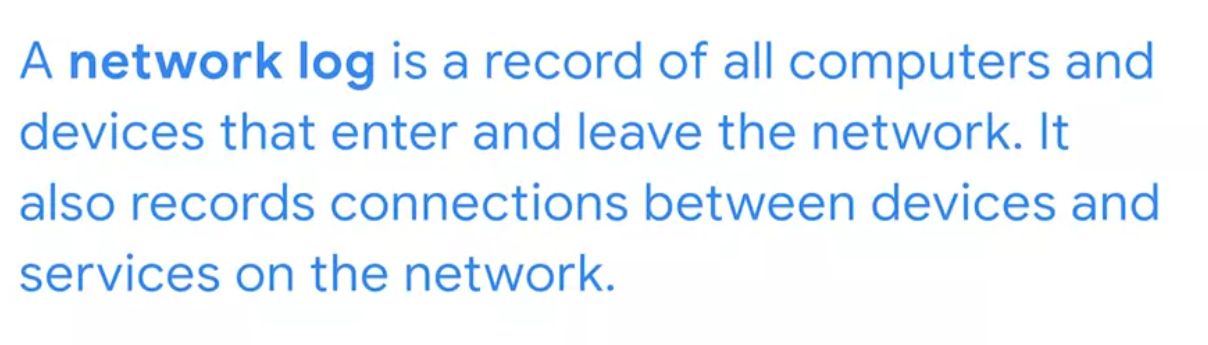 A network log is a record of all computers and
devices that enter and leave the network. It
also records connections between devices and
services on the network.